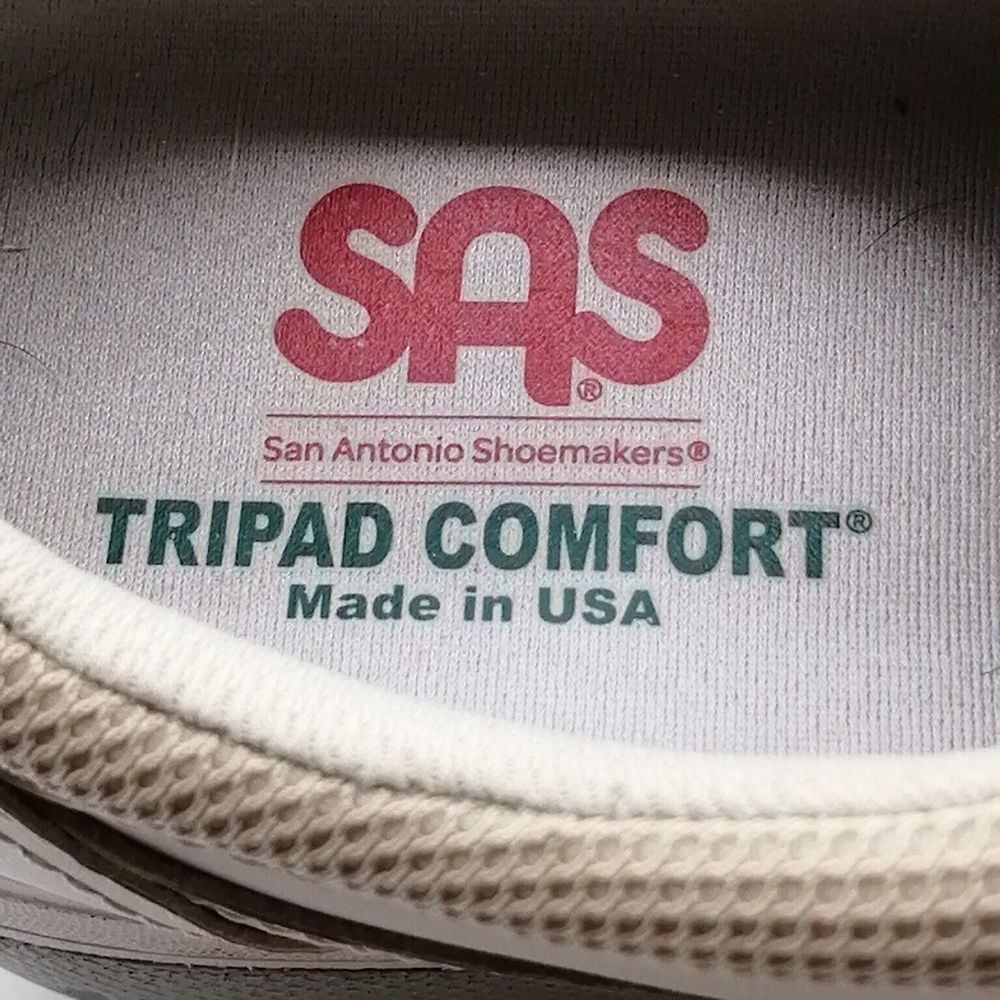 SAS®
San Antonio Shoemakers®
TRIPAD COMFORT®
Made in USA